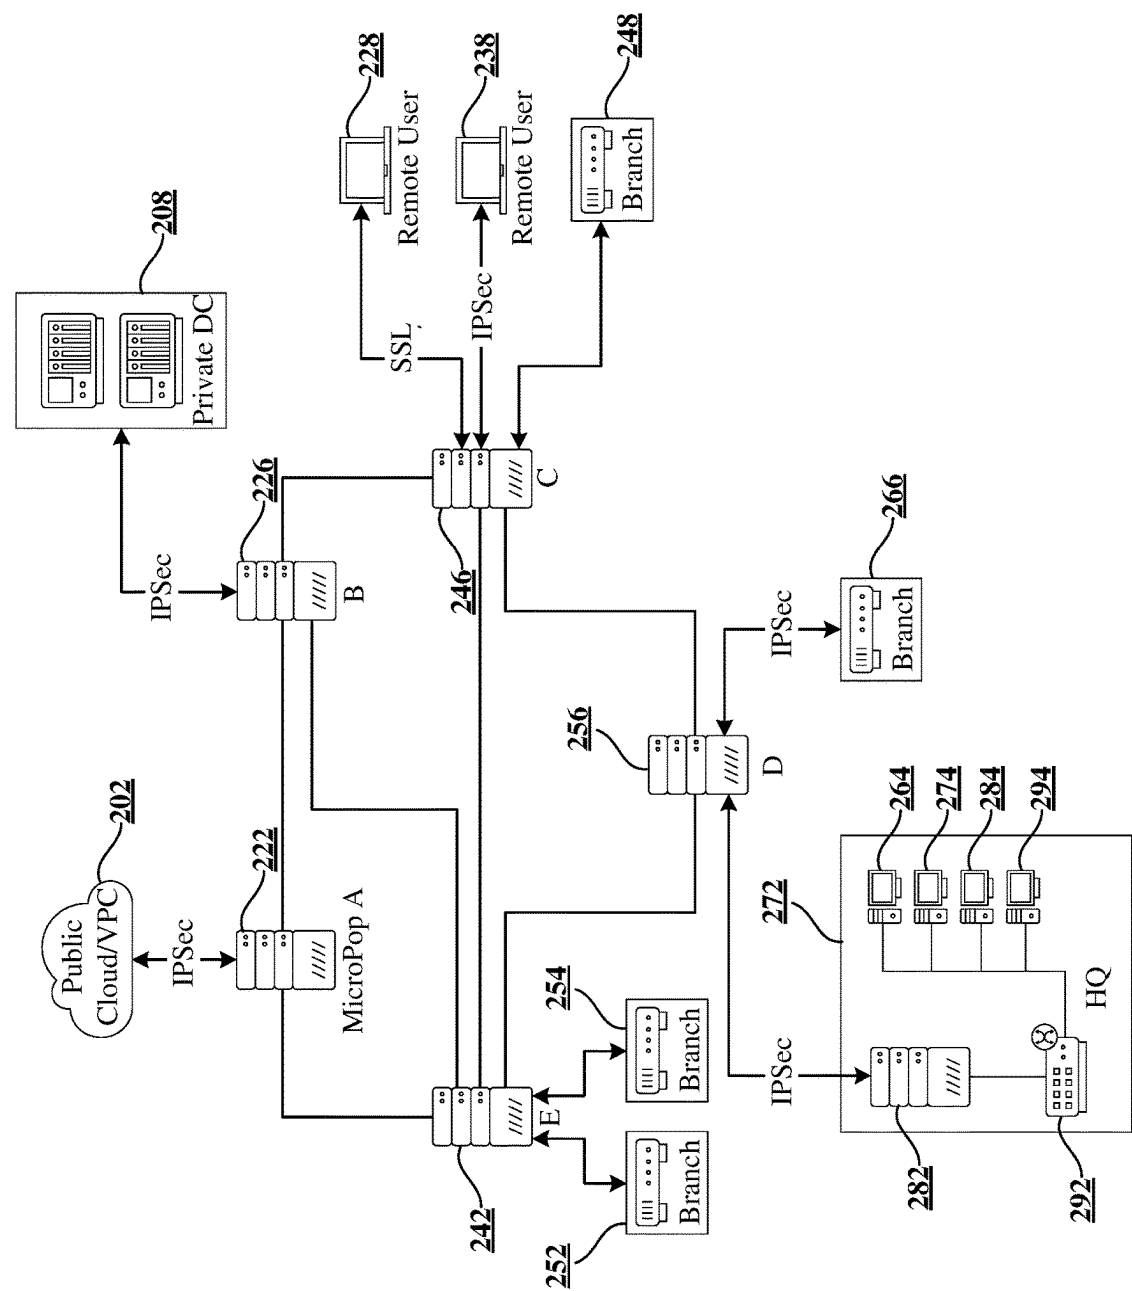 Public
Cloud/VPC
202
IPSec
IPSec
208
Private DC
222
226
MicroPop A
B
228
SSL
Remote User
246
242
IPSec
238
Remote User
E
C
252
254
256
Branch
248
Branch
Branch
D
272
IPSec
IPSec
266
264
Branch
282
274
284
294
292
HQ